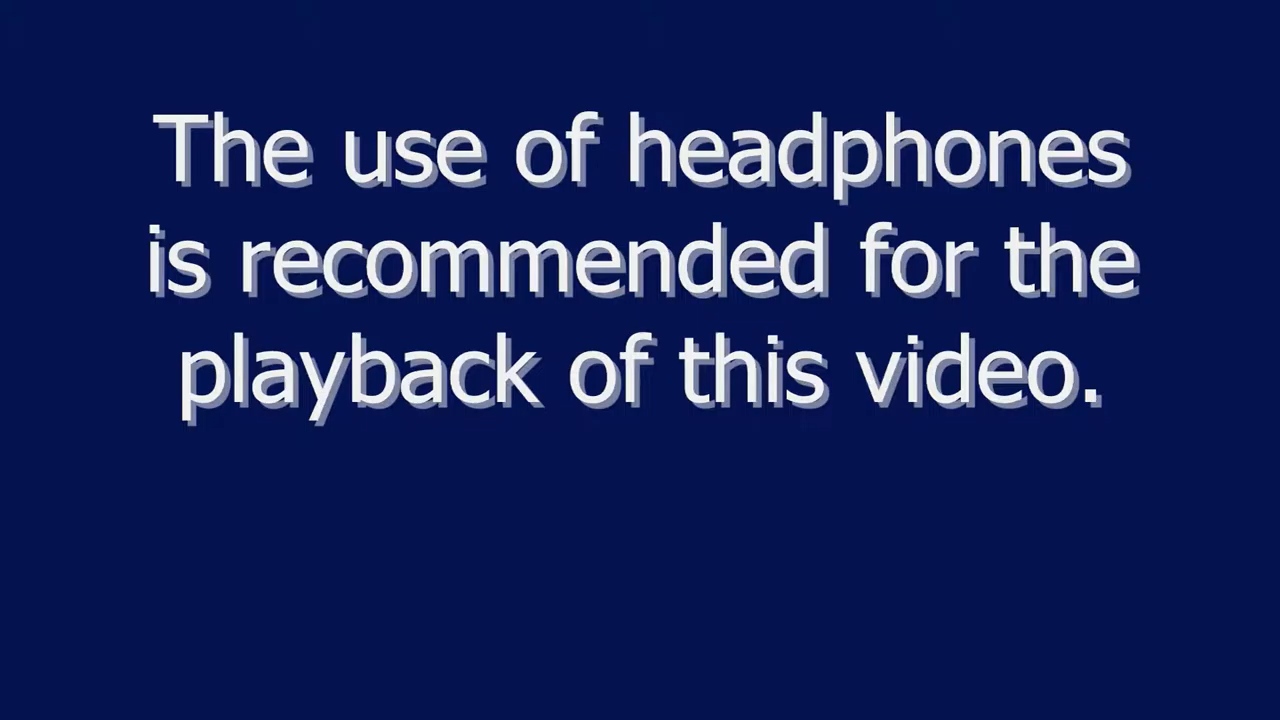 The use of headphones
is recommended for the
playback of this video.